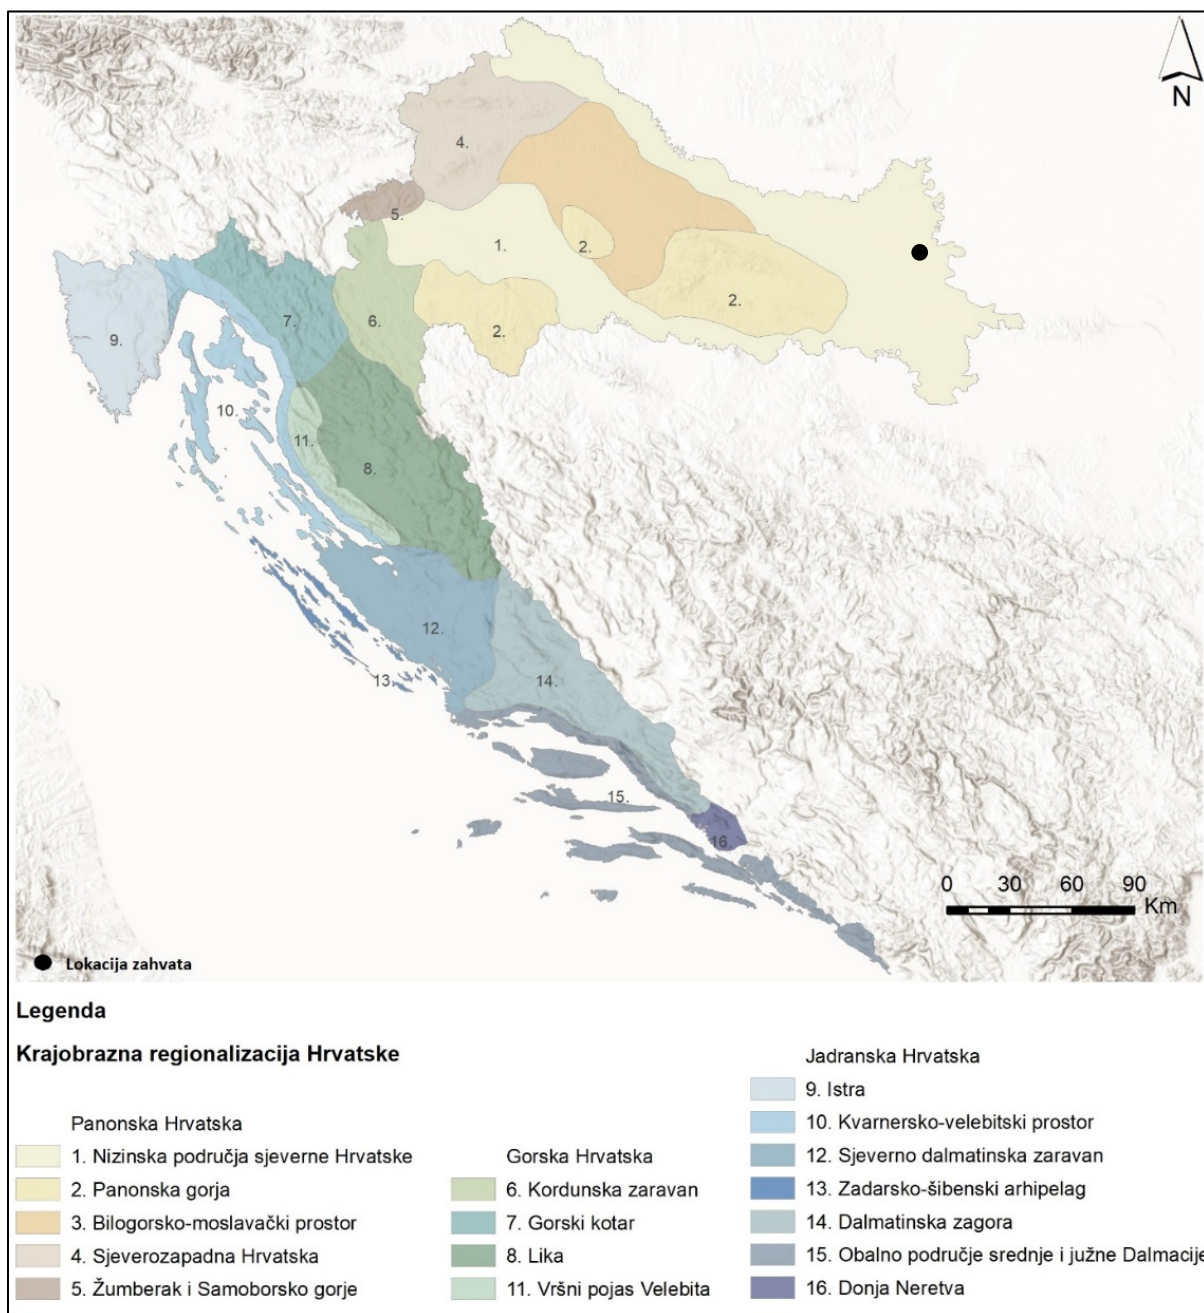 N
4.
5.
1.
2.
2.
2.
6.
7.
9.
10.
11.
8.
12.
13.
14.
15.
16.
0 30 60 90
Km
Lokacija zahvata
Legenda
Krajobrazna regionalizacija Hrvatske
Panonska Hrvatska
1. Nizinska područja sjeverne Hrvatske
2. Panonska gorja
3. Bilogorsko-moslavački prostor
4. Sjeverozapadna Hrvatska
5. Žumberak i Samoborsko gorje
Gorska Hrvatska
6. Kordunska zaravan
7. Gorski kotar
8. Lika
11. Vršni pojas Velebita
Jadranska Hrvatska
9. Istra
10. Kvarnersko-velebitski prostor
12. Sjeverno dalmatinska zaravan
13. Zadarsko-šibenski arhipelag
14. Dalmatinska zagora
15. Obalno područje srednje i južne Dalmacije
16. Donja Neretva